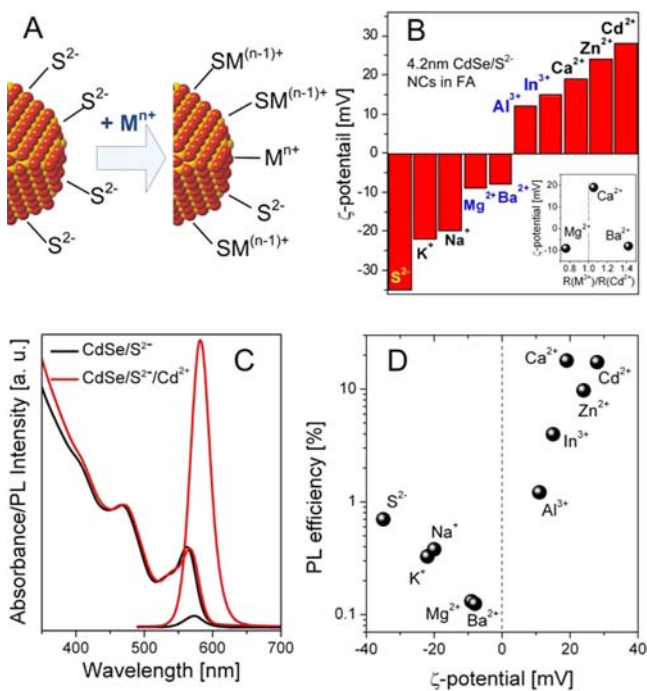 A
S2-
S2-
S2-
S2-
+ Mn+
SM(n-1)+
SM(n-1)+
Mn+
S2-
SM(n-1)+
B
4.2nm CdSe/S2-
NCs in FA
ζ-potentail [mV]
30
20
10
0
-10
-20
-30
S2-
K+
Na+
Mg2+
Ba2+
Al3+
In3+
Ca2+
Zn2+
Cd2+
ζ-potential [mV]
20
10
0
-10
Ca2+
Mg2+
Ba2+
0.8 1.0 1.2 1.4
R(M2+)/R(Cd2+)
C
CdSe/S2-
CdSe/S2-/Cd2+
Absorbance/PL Intensity [a. u.]
400 500 600 700
Wavelength [nm]
D
PL efficiency [%]
10
1
0.1
Ca2+
Cd2+
Zn2+
In3+
Al3+
S2-
Na+
K+
Mg2+
Ba2+
-40 -20 0 20 40
ζ-potential [mV]